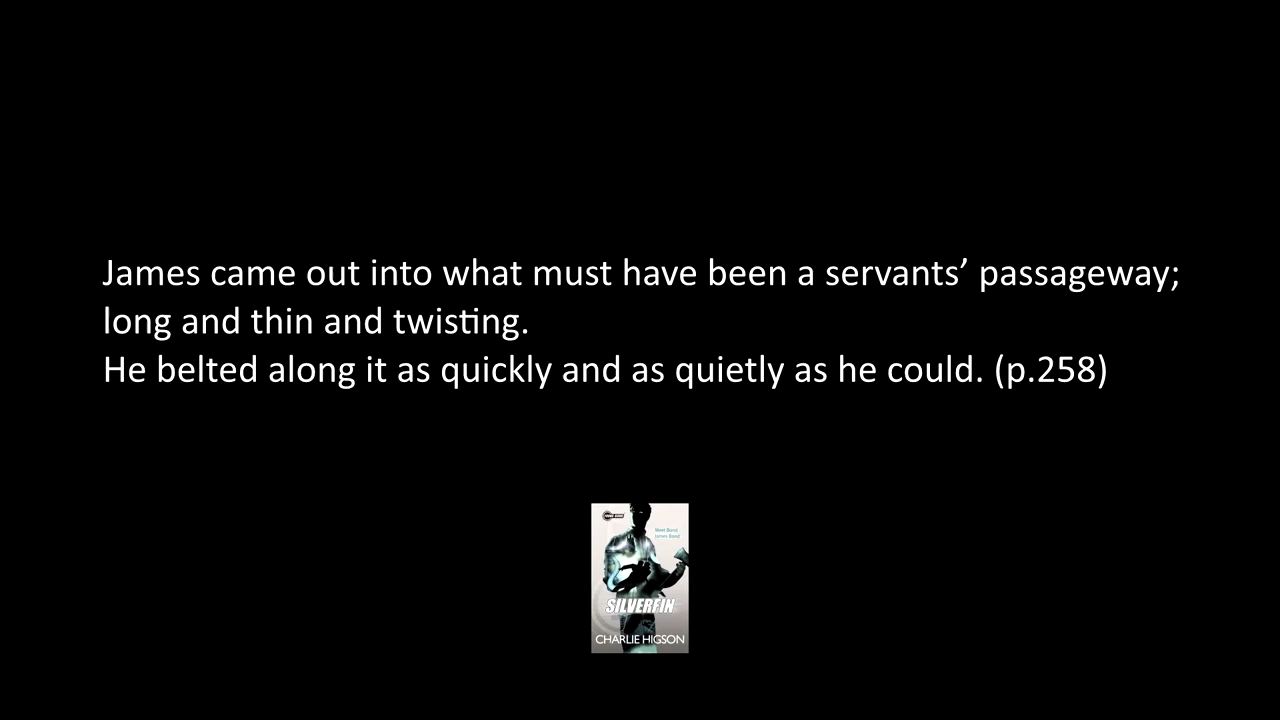 James came out into what must have been a servants’ passageway;
long and thin and twisting.
He belted along it as quickly and as quietly as he could. (p.258)
Meet Bond,
James Bond
SILVERFIN
CHARLIE HIGSON